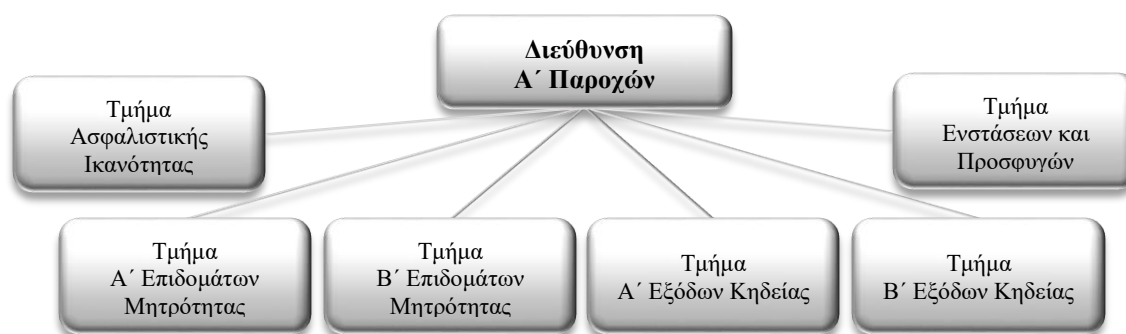 Διεύθυνση
Α΄ Παροχών
Τμήμα
Ασφαλιστικής
Ικανότητας
Τμήμα
Ενστάσεων και
Προσφυγών
Τμήμα
Α΄ Επιδομάτων
Μητρότητας
Τμήμα
Β΄ Επιδομάτων
Μητρότητας
Τμήμα
Α΄ Εξόδων Κηδείας
Τμήμα
Β΄ Εξόδων Κηδείας